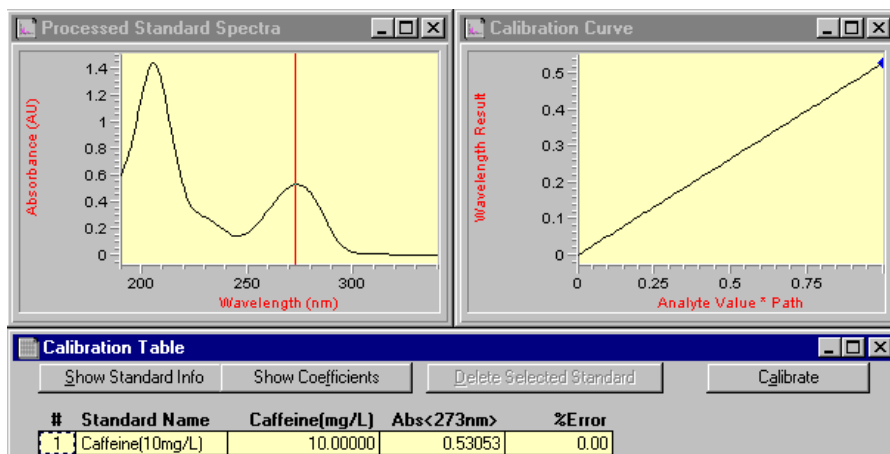 Processed Standard Spectra
Absorbance (AU)
1.4
1.2
1
0.8
0.6
0.4
0.2
0
200 250 300
Wavelength (nm)
Calibration Curve
Wavelength Result
0.5
0.4
0.3
0.2
0.1
0
0 0.25 0.5 0.75
Analyte Value * Path
Calibration Table
Show Standard Info Show Coefficients Delete Selected Standard Calibrate
# Standard Name Caffeine(mg/L) Abs<273nm> %Error
1 Caffeine(10mg/L) 10.00000 0.53053 0.00